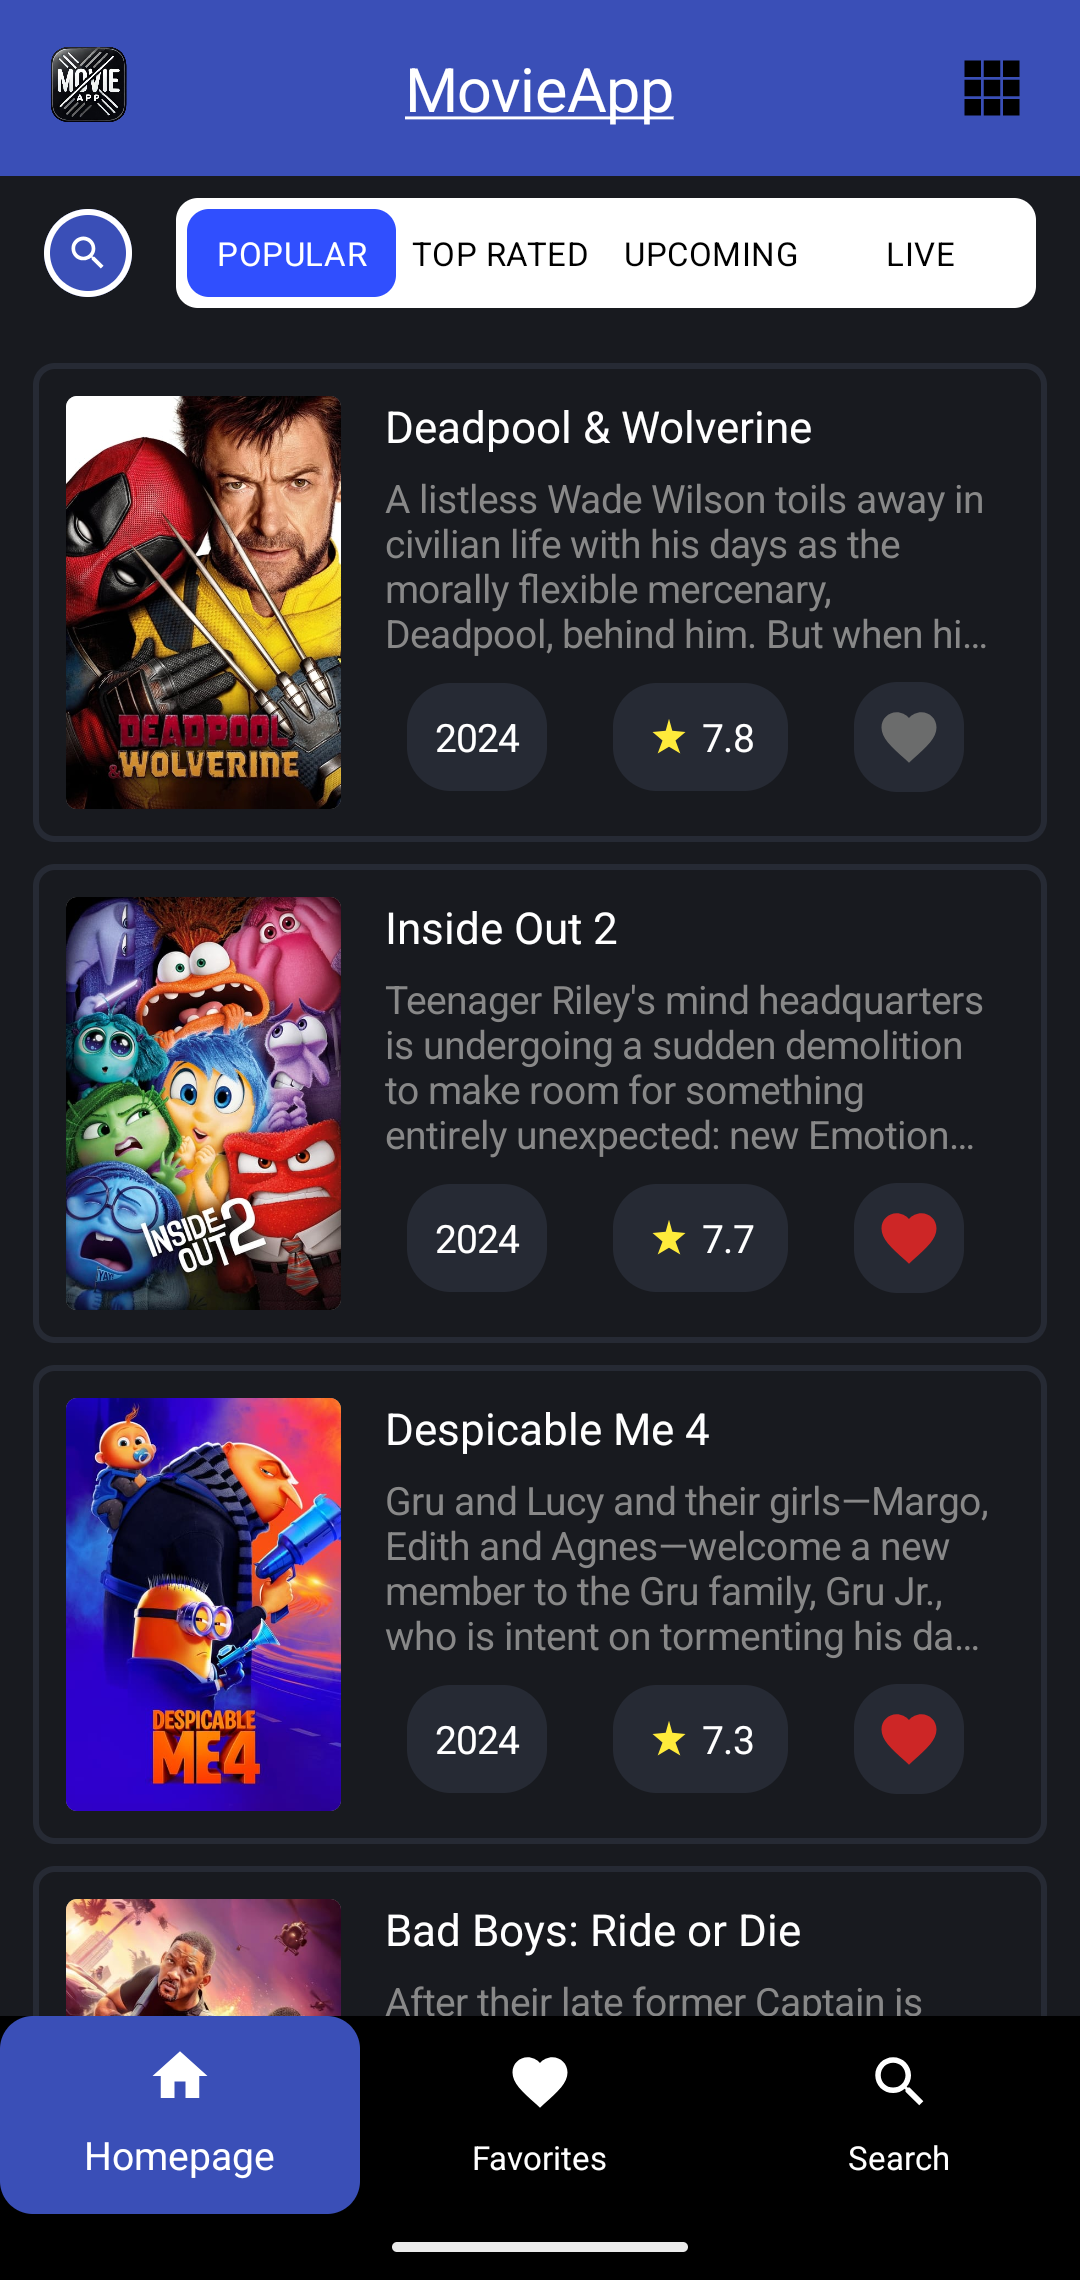 MOVIE
APP
MovieApp
POPULAR TOP RATED UPCOMING LIVE
Deadpool & Wolverine
A listless Wade Wilson toils away in
civilian life with his days as the
morally flexible mercenary,
Deadpool, behind him. But when hi...
DEADPOOL
& WOLVERINE
2024 7.8
Inside Out 2
Teenager Riley's mind headquarters
is undergoing a sudden demolition
to make room for something
entirely unexpected: new Emotion...
INSIDE
OUT 2
YAY!
2024 7.7
Despicable Me 4
Gru and Lucy and their girls—Margo,
Edith and Agnes—welcome a new
member to the Gru family, Gru Jr.,
who is intent on tormenting his da...
DESPICABLE
ME4
2024 7.3
Bad Boys: Ride or Die
After their late former Captain is
Homepage Favorites Search